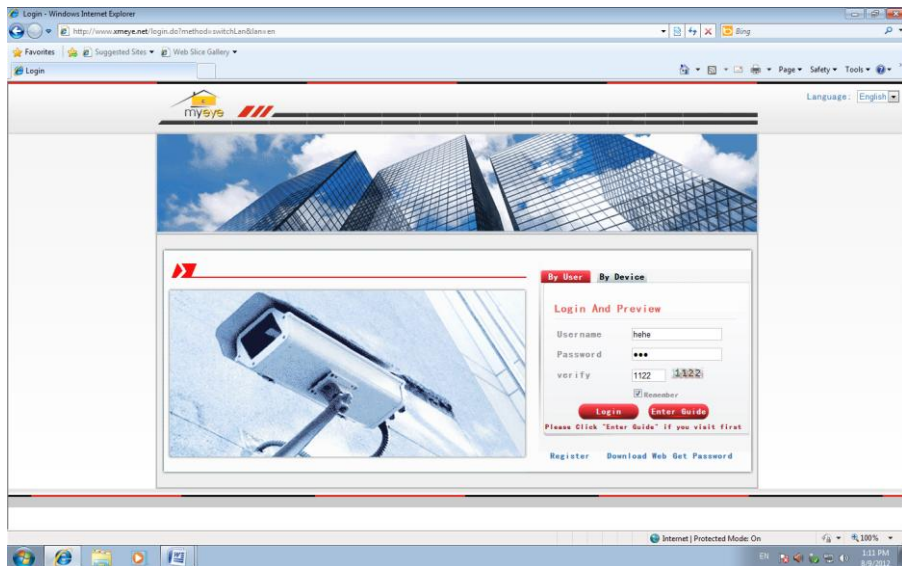 Login - Windows Internet Explorer
http://www.xmeye.net/login.do?method=switchLan&lan=en
Bing
Favorites Suggested Sites Web Slice Gallery
Login
Page Safety Tools
Language: English
x
myeye
By User By Device
Login And Preview
Username hehe
Password
verify 1122 1122
Remember
Login Enter Guide
Please Click "Enter Guide" if you visit first
Register Download Web Get Password
Internet | Protected Mode: On 100%
EN 1:11 PM
8/9/2012